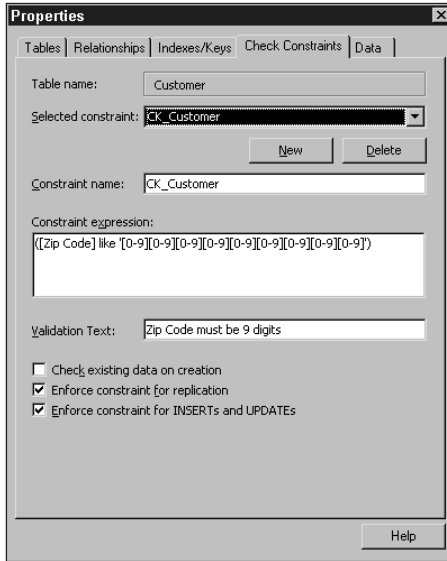 Properties
Tables Relationships Indexes/Keys Check Constraints Data
Table name: Customer
Selected constraint: CK_Customer
New Delete
Constraint name: CK_Customer
Constraint expression:
([Zip Code] like '[0-9][0-9][0-9][0-9][0-9][0-9][0-9][0-9][0-9]')
Validation Text: Zip Code must be 9 digits
Check existing data on creation
Enforce constraint for replication
Enforce constraint for INSERTs and UPDATEs
Help